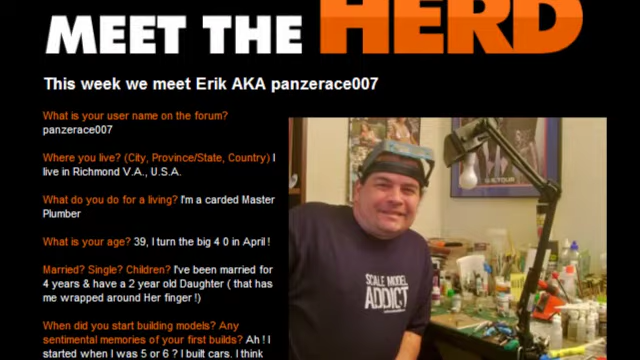 MEET THE HERD
This week we meet Erik AKA panzerace007
What is your user name on the forum?
panzerace007
Where you live? (City, Province/State, Country) I
live in Richmond V.A., U.S.A.
What do you do for a living? I'm a carded Master
Plumber
What is your age? 39, I turn the big 4 0 in April !
Married? Single? Children? I've been married for
4 years & have a 2 year old Daughter ( that has
me wrapped around Her finger !)
When did you start building models? Any
sentimental memories of your first builds? Ah ! I
started when I was 5 or 6 ? I built cars. I think
SCALE MODEL
ADDICT